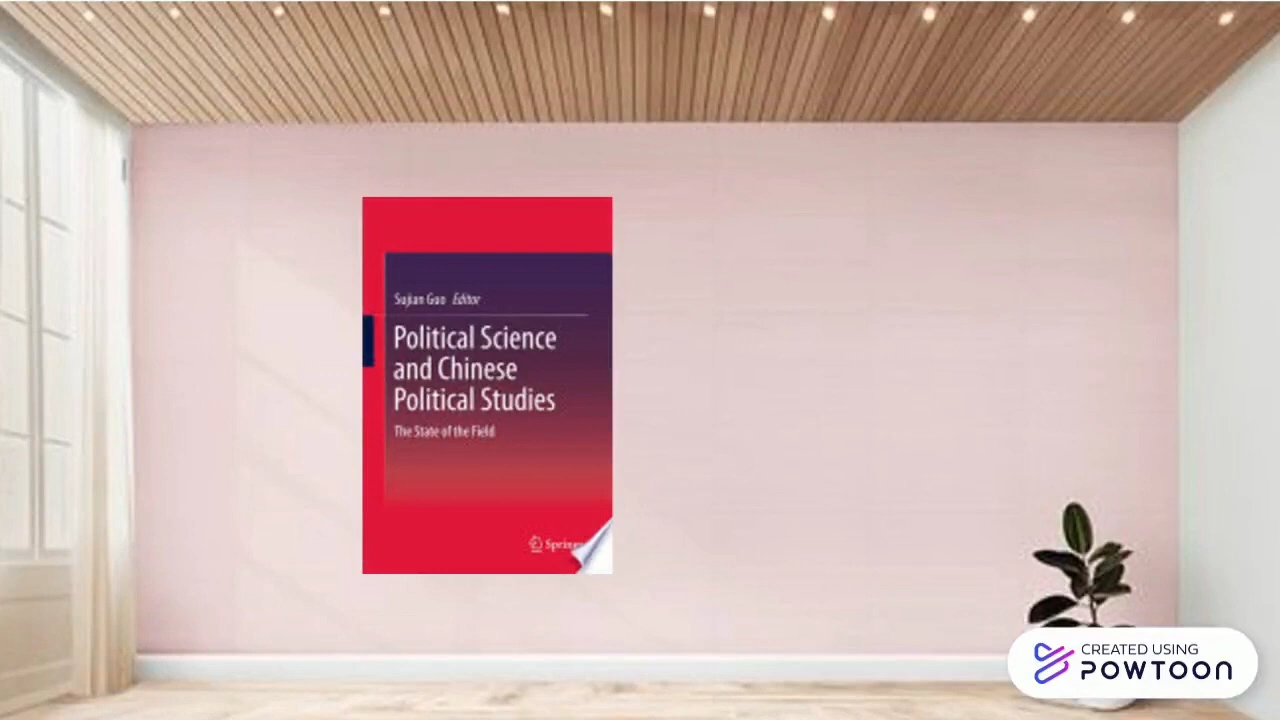 Sujian Guo Editor
Political Science
and Chinese
Political Studies
The State of the Field
CREATED USING
POWTOON